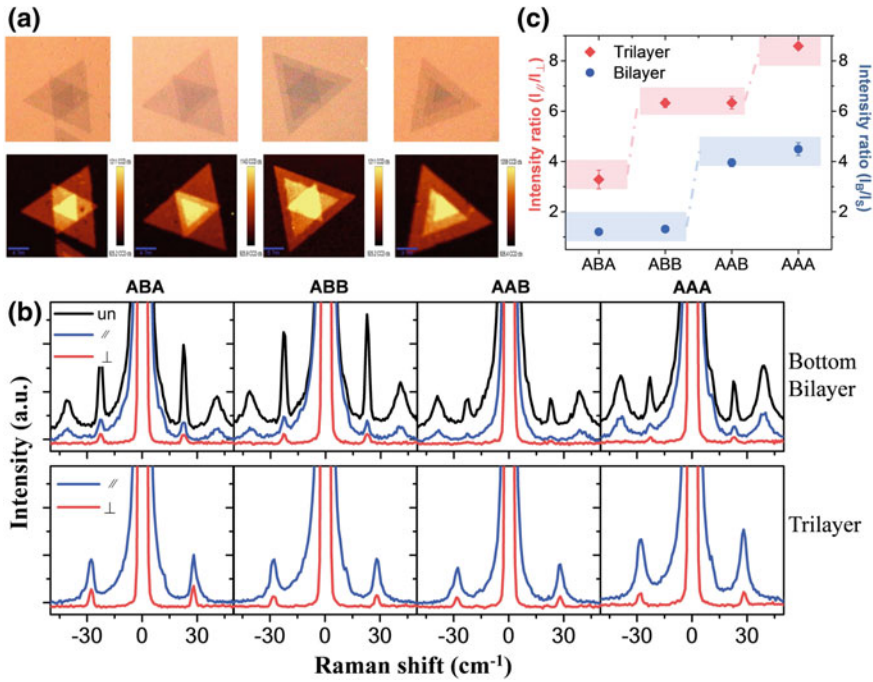 (a)
(c)
Trilayer
Bilayer
Intensity ratio (I∥/I⊥)
Intensity ratio (I_B/I_S)
8
6
4
2
8
6
4
2
ABA ABB AAB AAA
(b)
ABA ABB AAB AAA
un
∥
⊥
Bottom
Bilayer
∥
⊥
Trilayer
Intensity (a.u.)
-30 0 30 -30 0 30 -30 0 30 -30 0 30
Raman shift (cm⁻¹)